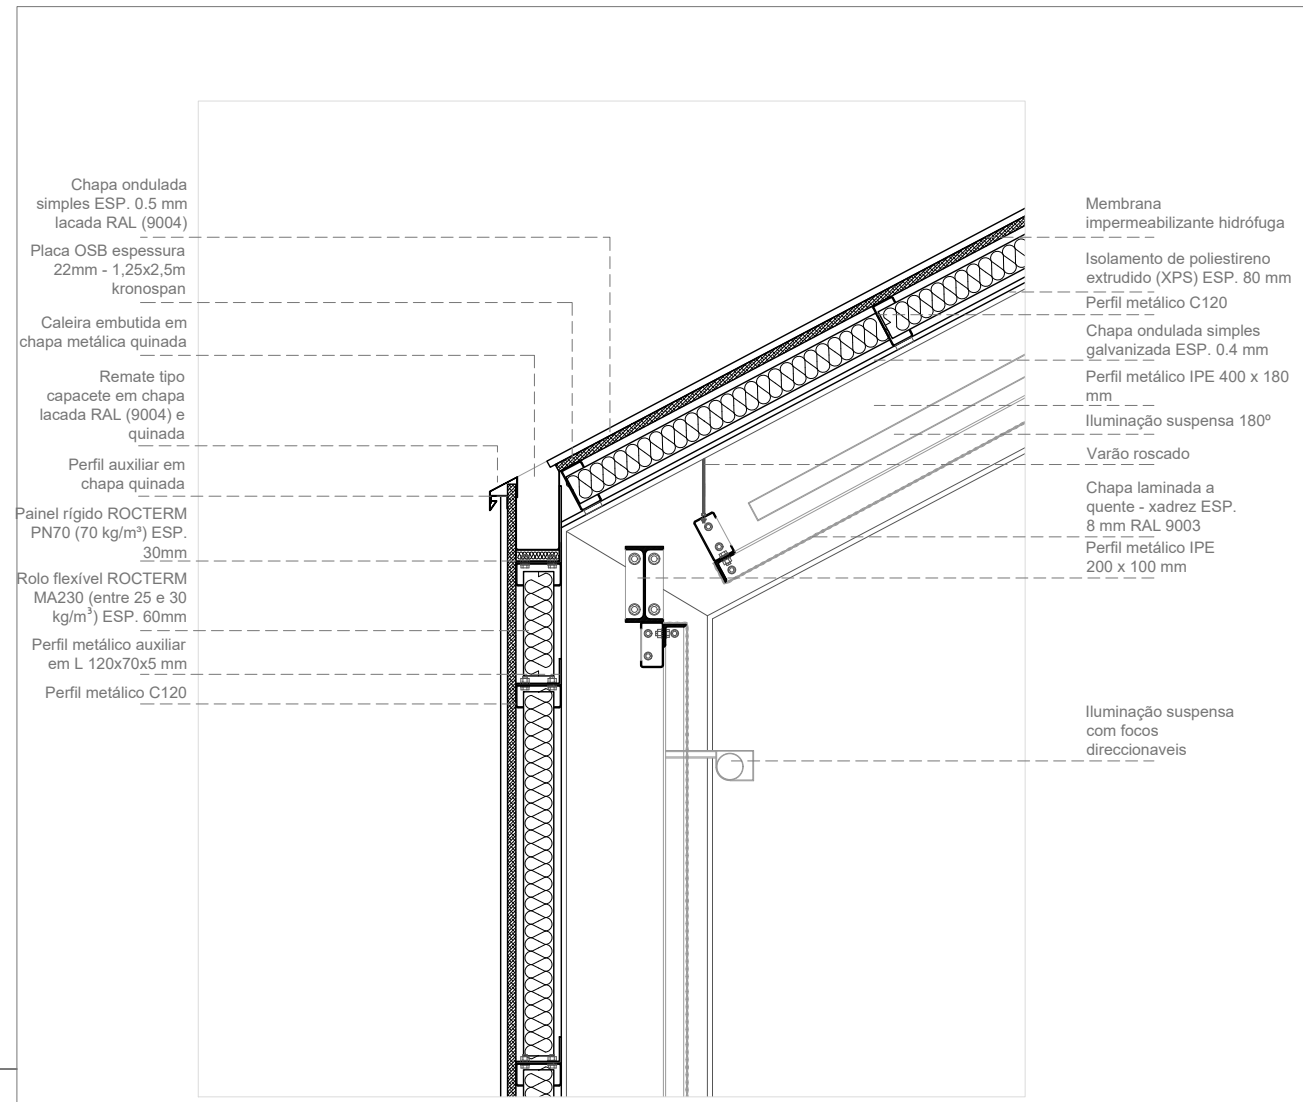 Chapa ondulada
simples ESP. 0.5 mm
lacada RAL (9004)
Placa OSB espessura
22mm - 1,25x2,5m
kronospan
Caleira embutida em
chapa metálica quinada
Remate tipo
capacete em chapa
lacada RAL (9004) e
quinada
Perfil auxiliar em
chapa quinada
Painel rígido ROCTERM
PN70 (70 kg/m³) ESP.
30mm
Rolo flexível ROCTERM
MA230 (entre 25 e 30
kg/m³) ESP. 60mm
Perfil metálico auxiliar
em L 120x70x5 mm
Perfil metálico C120
Membrana
impermeabilizante hidrófuga
Isolamento de poliestireno
extrudido (XPS) ESP. 80 mm
Perfil metálico C120
Chapa ondulada simples
galvanizada ESP. 0.4 mm
Perfil metálico IPE 400 x 180
mm
Iluminação suspensa 180º
Varão roscado
Chapa laminada a
quente - xadrez ESP.
8 mm RAL 9003
Perfil metálico IPE
200 x 100 mm
Iluminação suspensa
com focos
direccionaveis